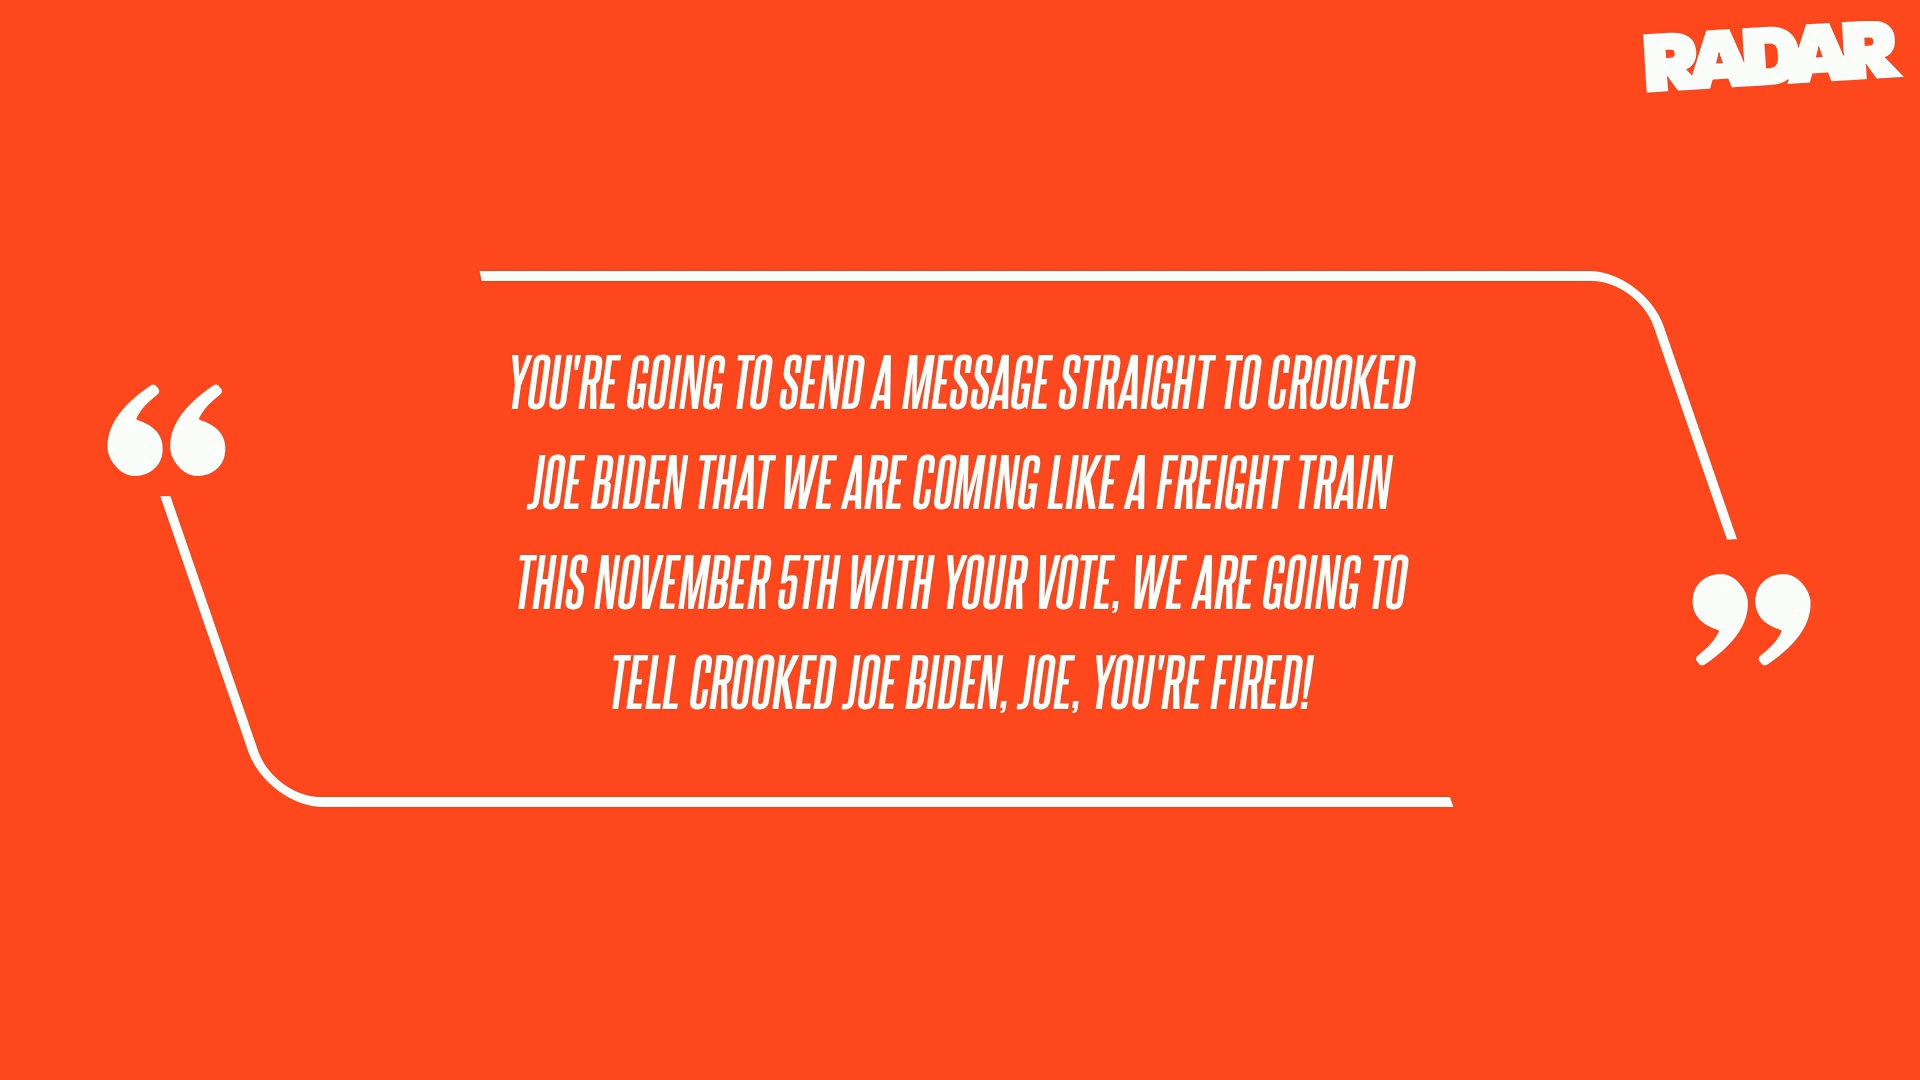 RADAR
YOU'RE GOING TO SEND A MESSAGE STRAIGHT TO CROOKED
JOE BIDEN THAT WE ARE COMING LIKE A FREIGHT TRAIN
THIS NOVEMBER 5TH WITH YOUR VOTE, WE ARE GOING TO
TELL CROOKED JOE BIDEN, JOE, YOU'RE FIRED!